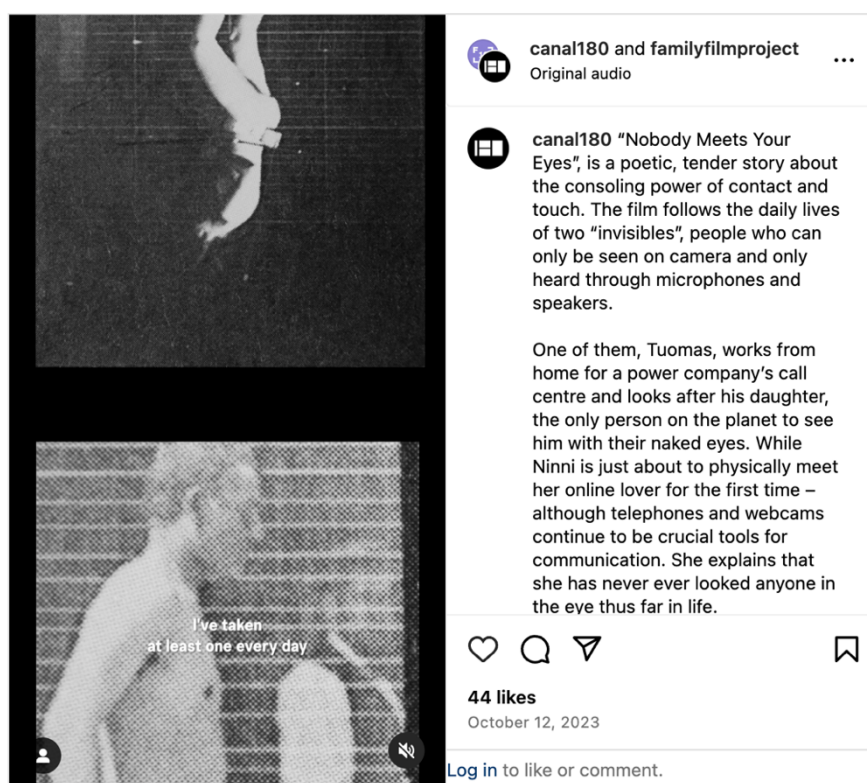 canal180 and familyfilmproject
Original audio
canal180 “Nobody Meets Your
Eyes”, is a poetic, tender story about
the consoling power of contact and
touch. The film follows the daily lives
of two “invisibles”, people who can
only be seen on camera and only
heard through microphones and
speakers.
One of them, Tuomas, works from
home for a power company’s call
centre and looks after his daughter,
the only person on the planet to see
him with their naked eyes. While
Ninni is just about to physically meet
her online lover for the first time –
although telephones and webcams
continue to be crucial tools for
communication. She explains that
she has never ever looked anyone in
the eye thus far in life.
I've taken
at least one every day
44 likes
October 12, 2023
Log in to like or comment.